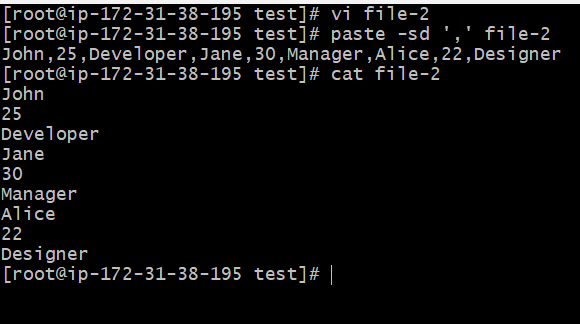 [root@ip-172-31-38-195 test]# vi file-2
[root@ip-172-31-38-195 test]# paste -sd ',' file-2
John,25,Developer,Jane,30,Manager,Alice,22,Designer
[root@ip-172-31-38-195 test]# cat file-2
John
25
Developer
Jane
30
Manager
Alice
22
Designer
[root@ip-172-31-38-195 test]#